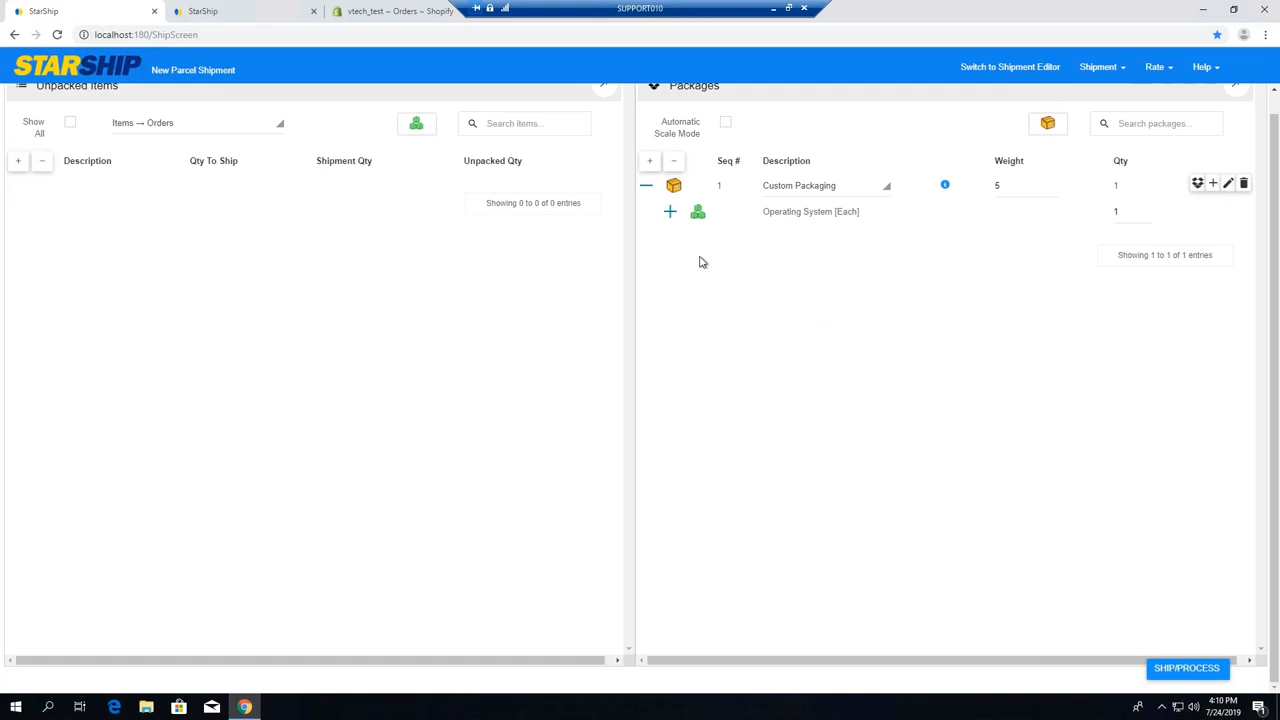 StarShip
StarShip
vtech_test ~ Orders ~ Shopify
SUPPORT010
localhost:180/ShipScreen
STARSHIP
New Parcel Shipment
Switch to Shipment Editor
Shipment
Rate
Help
Unpacked Items
Packages
Show All
Items → Orders
Search items...
Automatic Scale Mode
Search packages...
+ − Description Qty To Ship Shipment Qty Unpacked Qty
Showing 0 to 0 of 0 entries
+ − Seq # Description Weight Qty
1 Custom Packaging 5 1
Operating System [Each] 1
Showing 1 to 1 of 1 entries
SHIP/PROCESS
4:10 PM
7/24/2019